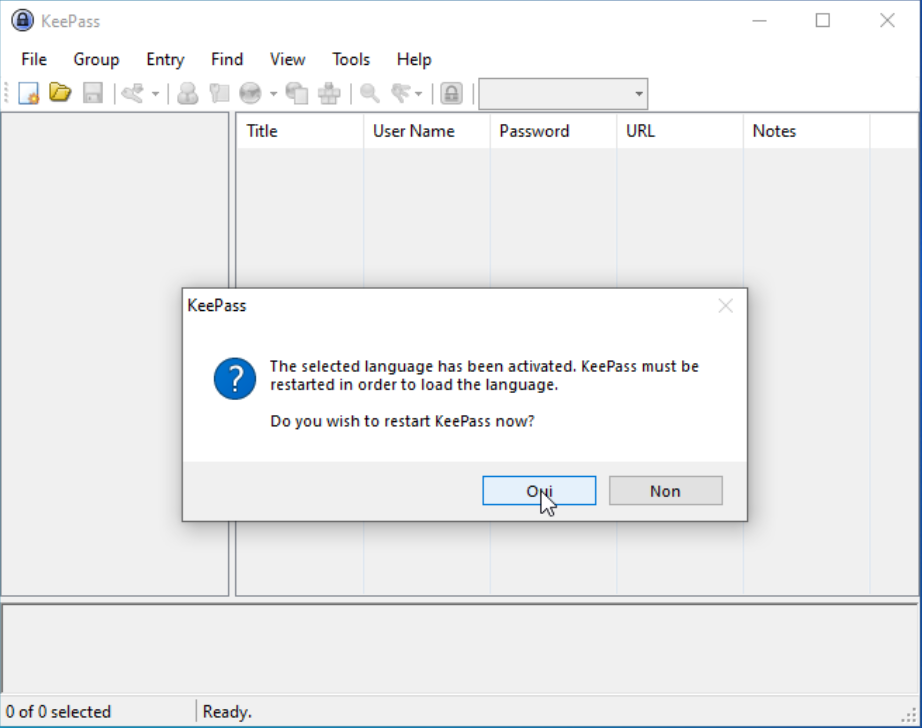 KeePass
File Group Entry Find View Tools Help
Title User Name Password URL Notes
KeePass
The selected language has been activated. KeePass must be
restarted in order to load the language.
Do you wish to restart KeePass now?
Oui Non
0 of 0 selected Ready.